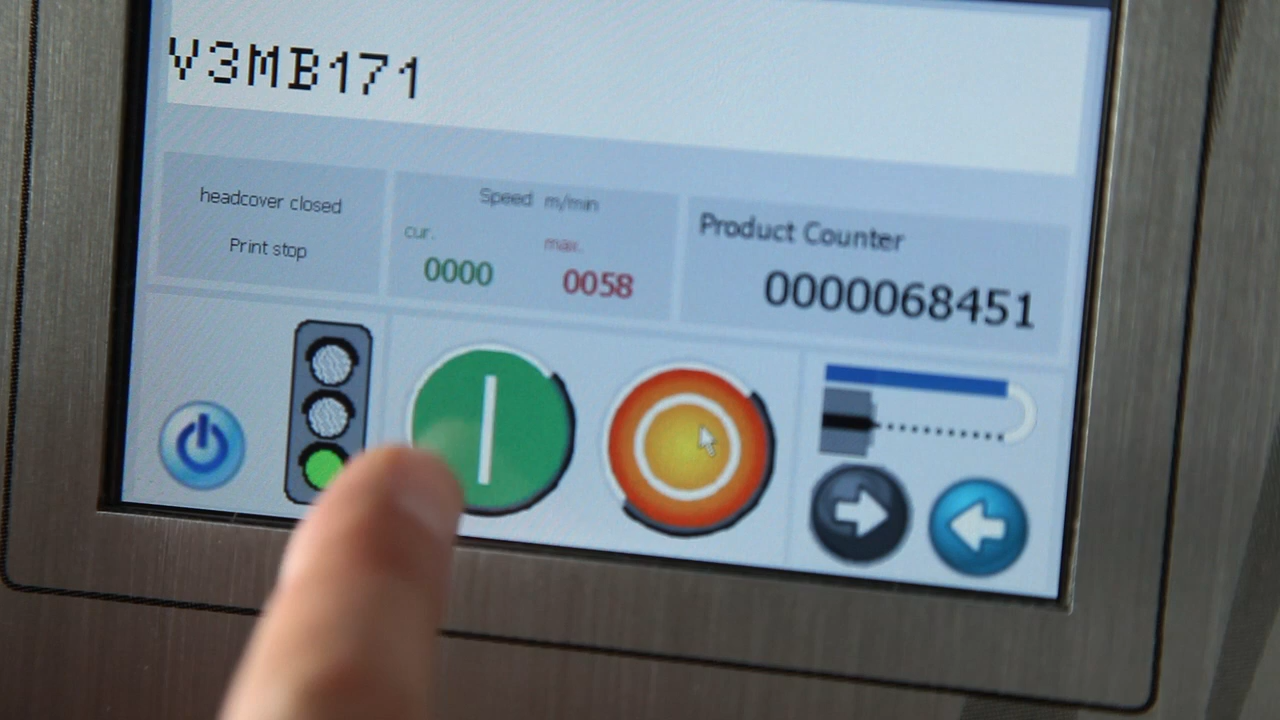 V3MB171
headcover closed
Print stop
Speed m/min
cur.
max.
0000
0058
Product Counter
0000068451